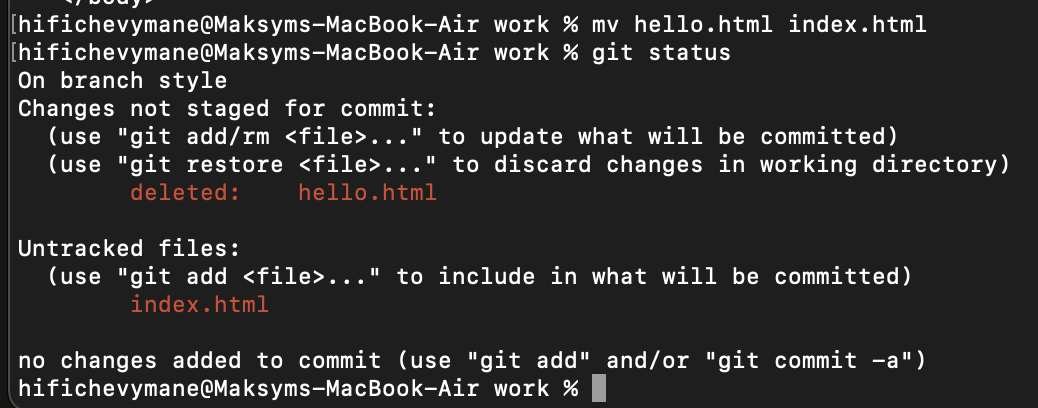 </body>
[hifichevymane@Maksyms-MacBook-Air work % mv hello.html index.html
[hifichevymane@Maksyms-MacBook-Air work % git status
On branch style
Changes not staged for commit:
  (use "git add/rm <file>..." to update what will be committed)
  (use "git restore <file>..." to discard changes in working directory)
        deleted:    hello.html

Untracked files:
  (use "git add <file>..." to include in what will be committed)
        index.html

no changes added to commit (use "git add" and/or "git commit -a")
hifichevymane@Maksyms-MacBook-Air work %